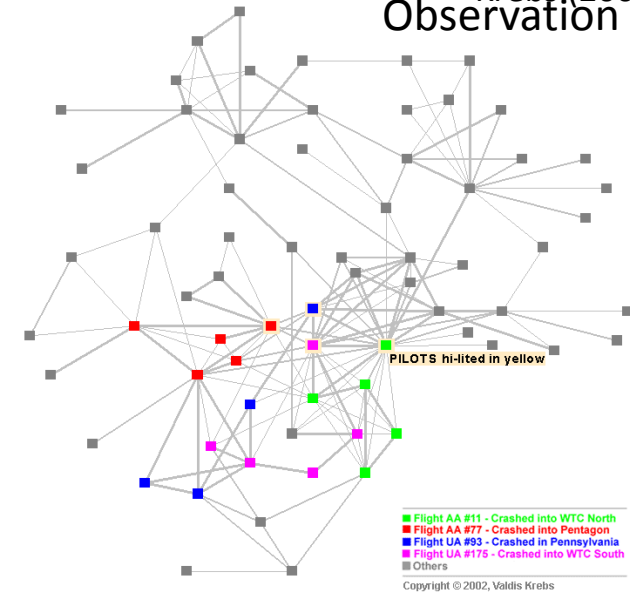 Observation
PILOTS hi-lited in yellow
Flight AA #11 - Crashed into WTC North
Flight AA #77 - Crashed into Pentagon
Flight UA #93 - Crashed in Pennsylvania
Flight UA #175 - Crashed into WTC South
Others
Copyright © 2002, Valdis Krebs